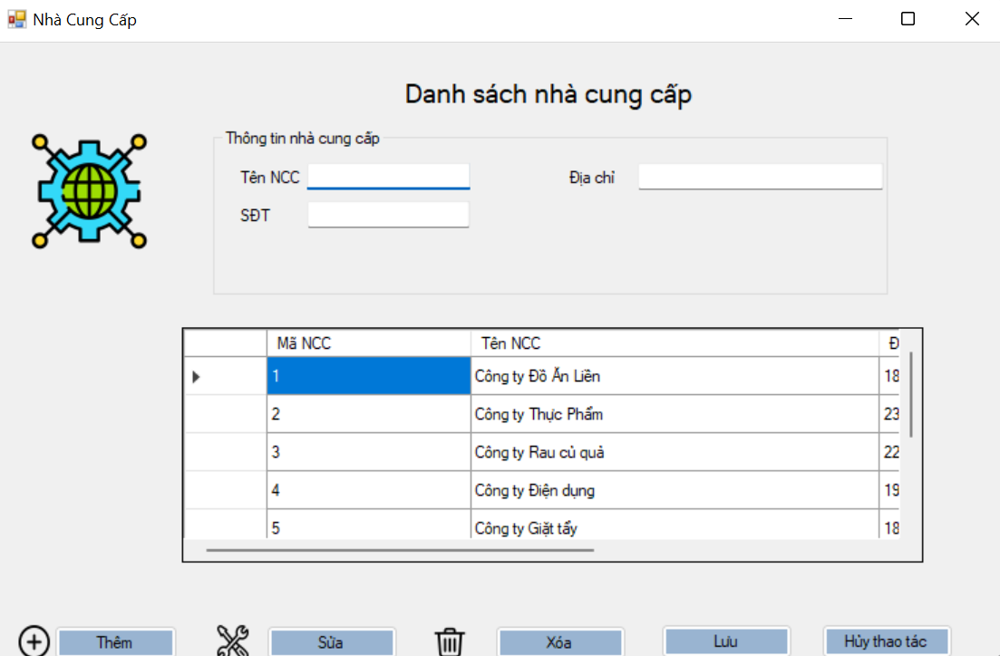 Nhà Cung Cấp
Danh sách nhà cung cấp
Thông tin nhà cung cấp
Tên NCC Địa chỉ
SĐT
Mã NCC Tên NCC Đ
1 Công ty Đồ Ăn Liền 18
2 Công ty Thực Phẩm 23
3 Công ty Rau củ quả 22
4 Công ty Điện dụng 19
5 Công ty Giặt tẩy 18
Thêm Sửa Xóa Lưu Hủy thao tác